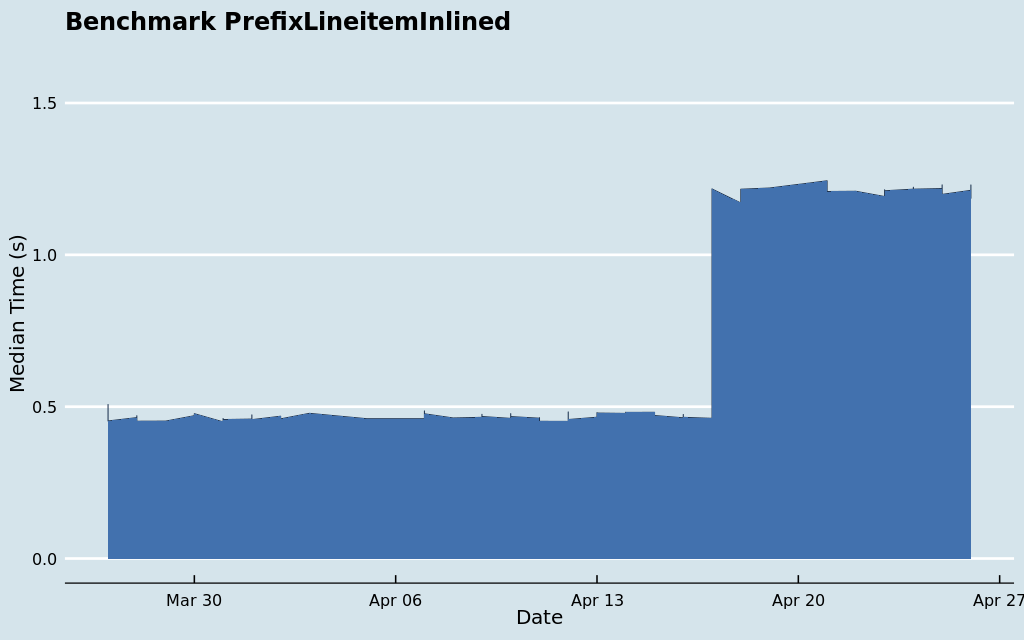 Benchmark PrefixLineitemInlined
Median Time (s)
1.5
1.0
0.5
0.0
Mar 30
Apr 06
Apr 13
Apr 20
Apr 27
Date